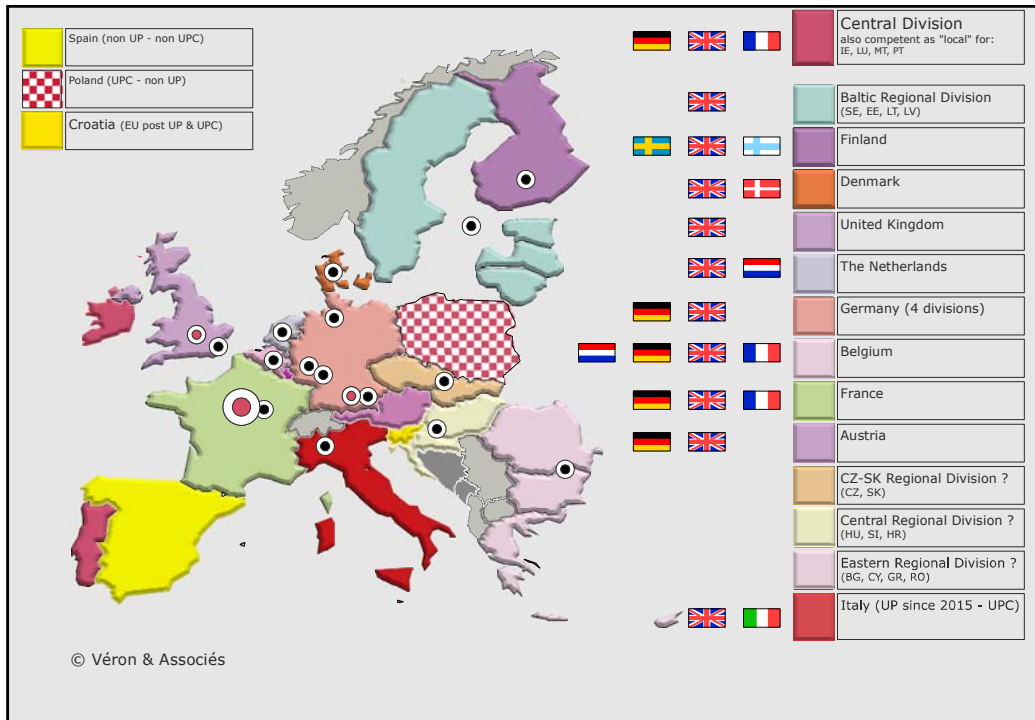 Spain (non UP - non UPC)
Poland (UPC - non UP)
Croatia (EU post UP & UPC)
Central Division
also competent as "local" for:
IE, LU, MT, PT
Baltic Regional Division
(SE, EE, LT, LV)
Finland
Denmark
United Kingdom
The Netherlands
Germany (4 divisions)
Belgium
France
Austria
CZ-SK Regional Division ?
(CZ, SK)
Central Regional Division ?
(HU, SI, HR)
Eastern Regional Division ?
(BG, CY, GR, RO)
Italy (UP since 2015 - UPC)
© Véron & Associés